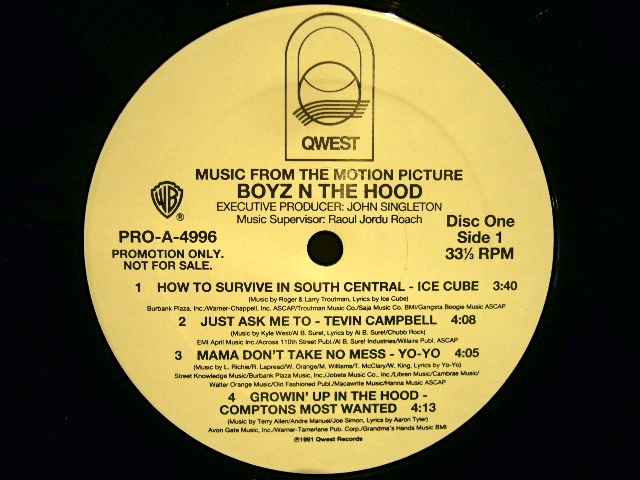 QWEST
MUSIC FROM THE MOTION PICTURE
BOYZ N THE HOOD
EXECUTIVE PRODUCER: JOHN SINGLETON
Music Supervisor: Raoul Jordu Roach
WB®
PRO-A-4996
PROMOTION ONLY.
NOT FOR SALE.
Disc One
Side 1
33⅓ RPM
1 HOW TO SURVIVE IN SOUTH CENTRAL - ICE CUBE 3:40
(Music by Roger & Larry Troutman, Lyrics by Ice Cube)
Burbank Plaza, Inc./Warner-Chappell, Inc. ASCAP/Troutman Music Co./Saja Music Co. BMI/Gangsta Boogie Music ASCAP
2 JUST ASK ME TO - TEVIN CAMPBELL 4:08
(Music by Kyle West/Al B. Sure!, Lyrics by Al B. Sure!/Chubb Rock)
EMI April Music Inc./Across 110th Street Publ./Al B. Sure! Industries/Willaire Publ. ASCAP
3 MAMA DON'T TAKE NO MESS - YO-YO 4:05
(Music by L. Richie/R. Lapread/W. Orange/M. Williams/T. McClary/W. King, Lyrics by Yo-Yo)
Street Knowledge Music/Burbank Plaza Music, Inc./Jobete Music Co., Inc./Libren Music/Cambrae Music/
Walter Orange Music/Old Fashioned Publ./Macawrite Music/Hanna Music ASCAP
4 GROWIN' UP IN THE HOOD -
COMPTONS MOST WANTED 4:13
(Music by Terry Allen/Andre Manuel/Joe Simon, Lyrics by Aaron Tyler)
Avon Gate Music, Inc./Warner-Tamerlane Pub. Corp./Grandma's Hands Music BMI
℗1991 Qwest Records